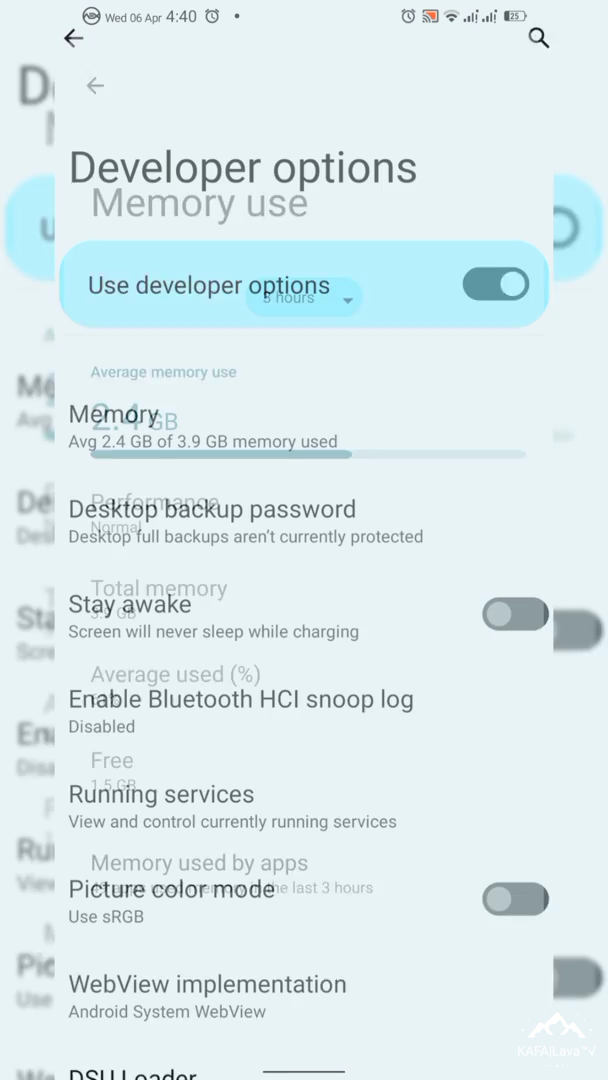 Wed 06 Apr 4:40
25
Developer options
Memory use
Use developer options
3 hours
Average memory use
2.4 GB
Memory
Avg 2.4 GB of 3.9 GB memory used
Performance
Normal
Desktop backup password
Desktop full backups aren't currently protected
Total memory
3.9 GB
Stay awake
Screen will never sleep while charging
Average used (%)
Enable Bluetooth HCI snoop log
Disabled
Free
1.5 GB
Running services
View and control currently running services
Memory used by apps
used memory in the last 3 hours
Picture color mode
Use sRGB
WebView implementation
Android System WebView
DSU Loader
KAFAiLavaTV